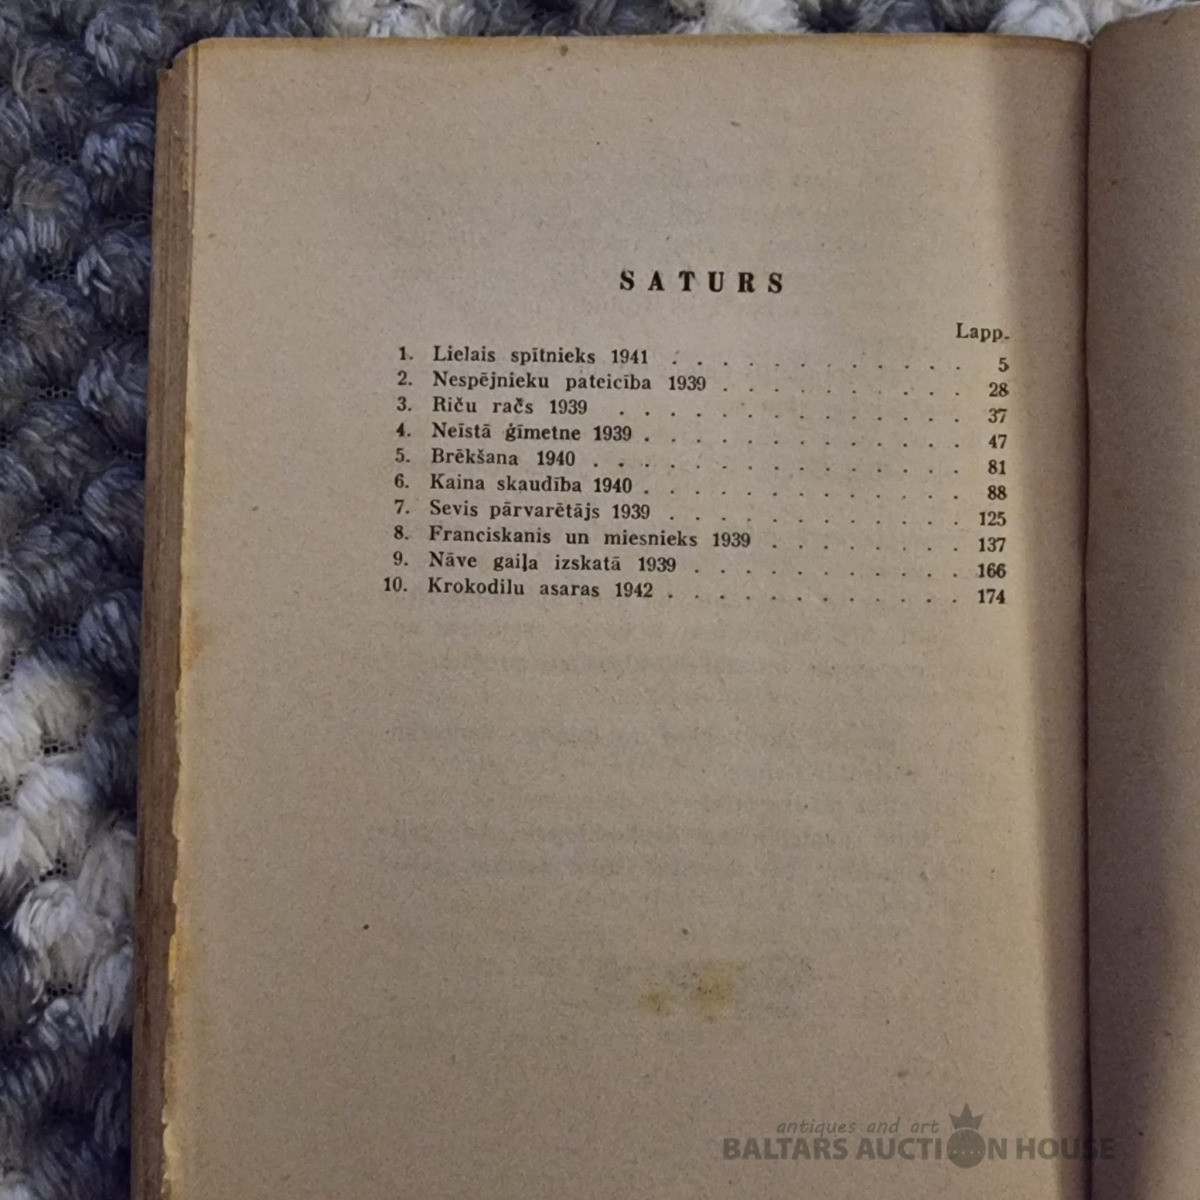 SATURS
Lapp.
1. Lielais spītnieks 1941 . . . . . . . . . . . . 5
2. Nespējnieku pateicība 1939 . . . . . . . . . . 28
3. Riču račs 1939 . . . . . . . . . . . . . . 37
4. Neīstā ģīmetne 1939 . . . . . . . . . . . . . 47
5. Brēkšana 1940 . . . . . . . . . . . . . . . 81
6. Kaina skaudība 1940 . . . . . . . . . . . . . 88
7. Sevis pārvarētājs 1939 . . . . . . . . . . . . 125
8. Franciskanis un miesnieks 1939 . . . . . . . . 137
9. Nāve gaiļa izskatā 1939 . . . . . . . . . . . 166
10. Krokodilu asaras 1942 . . . . . . . . . . . . 174
antiques and art
BALTARS AUCTION HOUSE